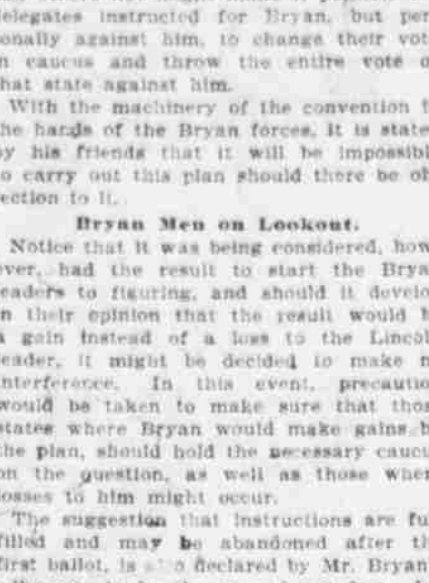 delegates instructed for Bryan, but per
onally against him, to change their vot
n caucus and throw the entire vote o
hat state against him.
With the machinery of the convention i
he hands of the Bryan forces, it is state
by his friends that it will be impossibl
o carry out this plan should there be ob
ection to it.
Bryan Men on Lookout.
Notice that it was being considered, how
ever, had the result to start the Brya
eaders to figuring, and should it develo
n their opinion that the result would b
a gain instead of a loss to the Lincol
eader, it might be decided to make n
nterference. In this event, precautio
would be taken to make sure that thos
states where Bryan would make gains b
the plan, should hold the necessary caucu
on the question, as well as those wher
osses to him might occur.
The suggestion that instructions are ful
filled and may be abandoned after th
first ballot, is also declared by Mr. Bryan